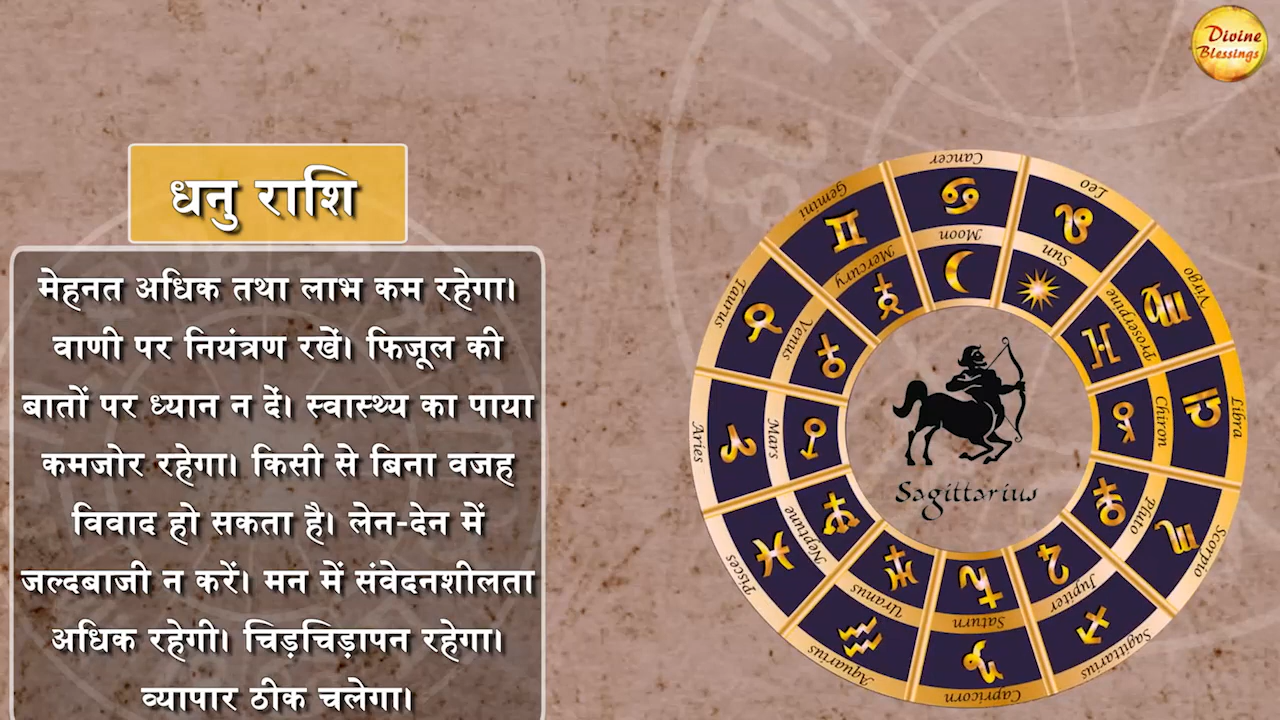 Divine
Blessings
धनु राशि
मेहनत अधिक तथा लाभ कम रहेगा।
वाणी पर नियंत्रण रखें। फिजूल की
बातों पर ध्यान न दें। स्वास्थ्य का पाया
कमजोर रहेगा। किसी से बिना वजह
विवाद हो सकता है। लेन-देन में
जल्दबाजी न करें। मन में संवेदनशीलता
अधिक रहेगी। चिड़चिड़ापन रहेगा।
व्यापार ठीक चलेगा।
Cancer
Leo
Virgo
Libra
Scorpio
Sagittarius
Capricorn
Aquarius
Pisces
Aries
Taurus
Gemini
Moon
Sun
Proserpine
Chiron
Pluto
Jupiter
Saturn
Uranus
Neptune
Mars
Venus
Mercury
Sagittarius